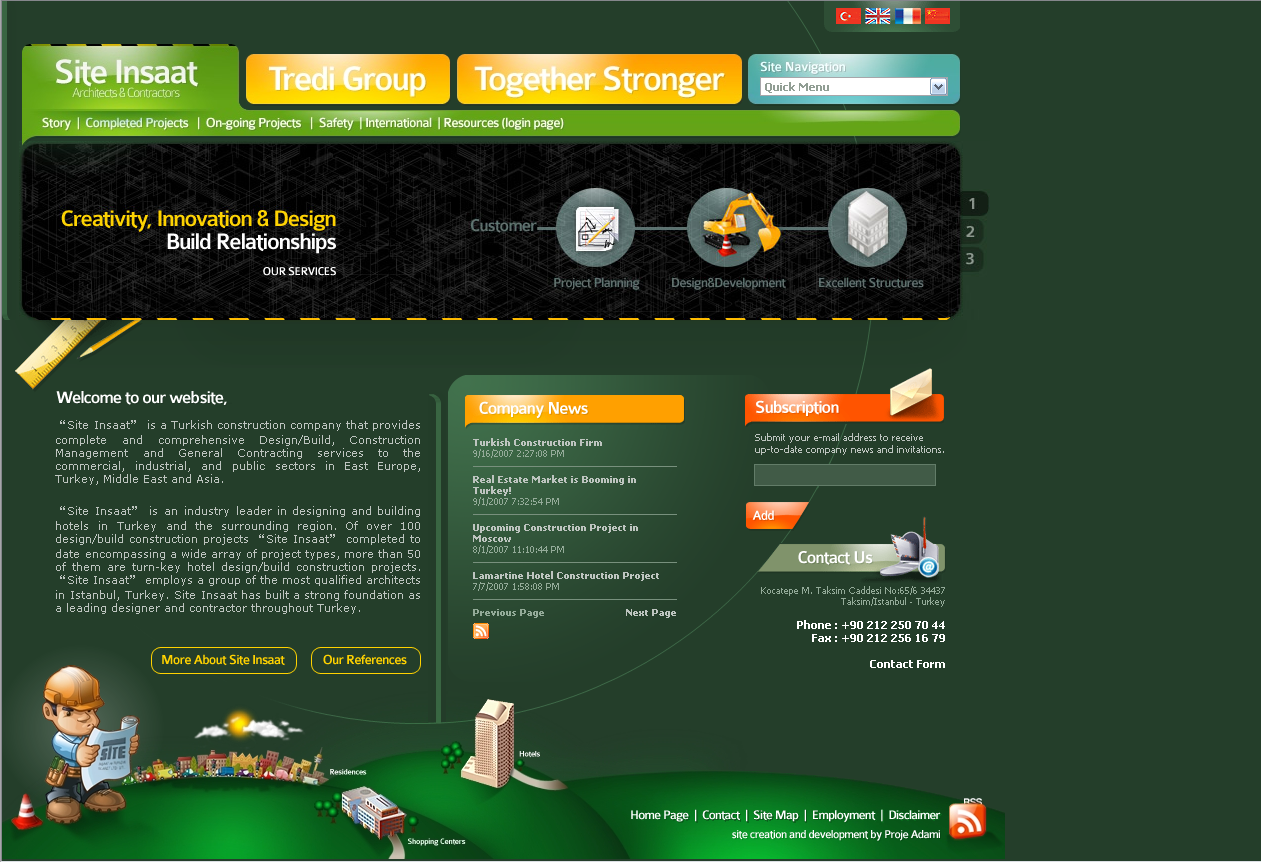 Site Insaat
Architects & Contractors
Tredi Group
Together Stronger
Site Navigation
Quick Menu
Story | Completed Projects | On-going Projects | Safety | International | Resources (login page)
Creativity, Innovation & Design
Build Relationships
OUR SERVICES
Customer
Project Planning
Design&Development
Excellent Structures
1
2
3
1 2 3 4 5
Welcome to our website,
“Site Insaat” is a Turkish construction company that provides
complete and comprehensive Design/Build, Construction
Management and General Contracting services to the
commercial, industrial, and public sectors in East Europe,
Turkey, Middle East and Asia.
“Site Insaat” is an industry leader in designing and building
hotels in Turkey and the surrounding region. Of over 100
design/build construction projects “Site Insaat” completed to
date encompassing a wide array of project types, more than 50
of them are turn-key hotel design/build construction projects.
“Site Insaat” employs a group of the most qualified architects
in Istanbul, Turkey. Site Insaat has built a strong foundation as
a leading designer and contractor throughout Turkey.
More About Site Insaat
Our References
Company News
Turkish Construction Firm
9/16/2007 2:27:08 PM
Real Estate Market is Booming in
Turkey!
9/1/2007 7:32:54 PM
Upcoming Construction Project in
Moscow
8/1/2007 11:10:44 PM
Lamartine Hotel Construction Project
7/7/2007 1:58:08 PM
Previous Page
Next Page
Subscription
Submit your e-mail address to receive
up-to-date company news and invitations.
Add
Contact Us
@
Kocatepe M. Taksim Caddesi No:65/6 34437
Taksim/Istanbul - Turkey
Phone : +90 212 250 70 44
Fax : +90 212 256 16 79
Contact Form
SITE
Residences
Hotels
Shopping Centers
Home Page | Contact | Site Map | Employment | Disclaimer
site creation and development by Proje Adami
RSS